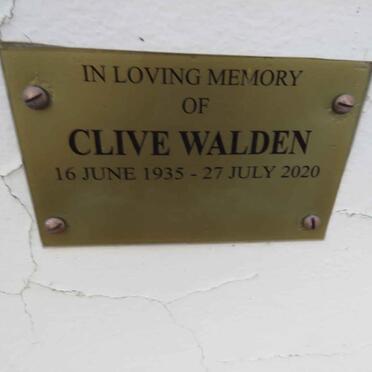 IN LOVING MEMORY
OF
CLIVE WALDEN
16 JUNE 1935 - 27 JULY 2020